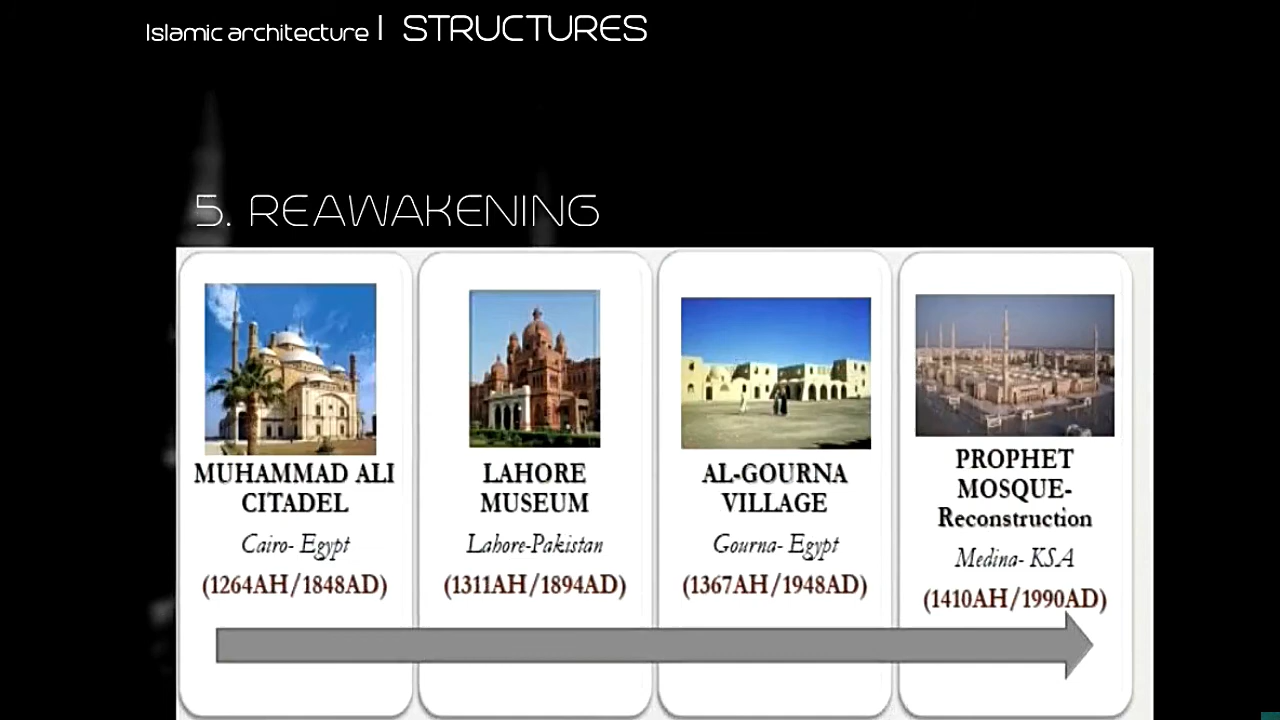 Islamic architecture | STRUCTURES
5. REAWAKENING
MUHAMMAD ALI
CITADEL
Cairo- Egypt
(1264AH/1848AD)
LAHORE
MUSEUM
Lahore-Pakistan
(1311AH/1894AD)
AL-GOURNA
VILLAGE
Gourna- Egypt
(1367AH/1948AD)
PROPHET
MOSQUE-
Reconstruction
Medina- KSA
(1410AH/1990AD)